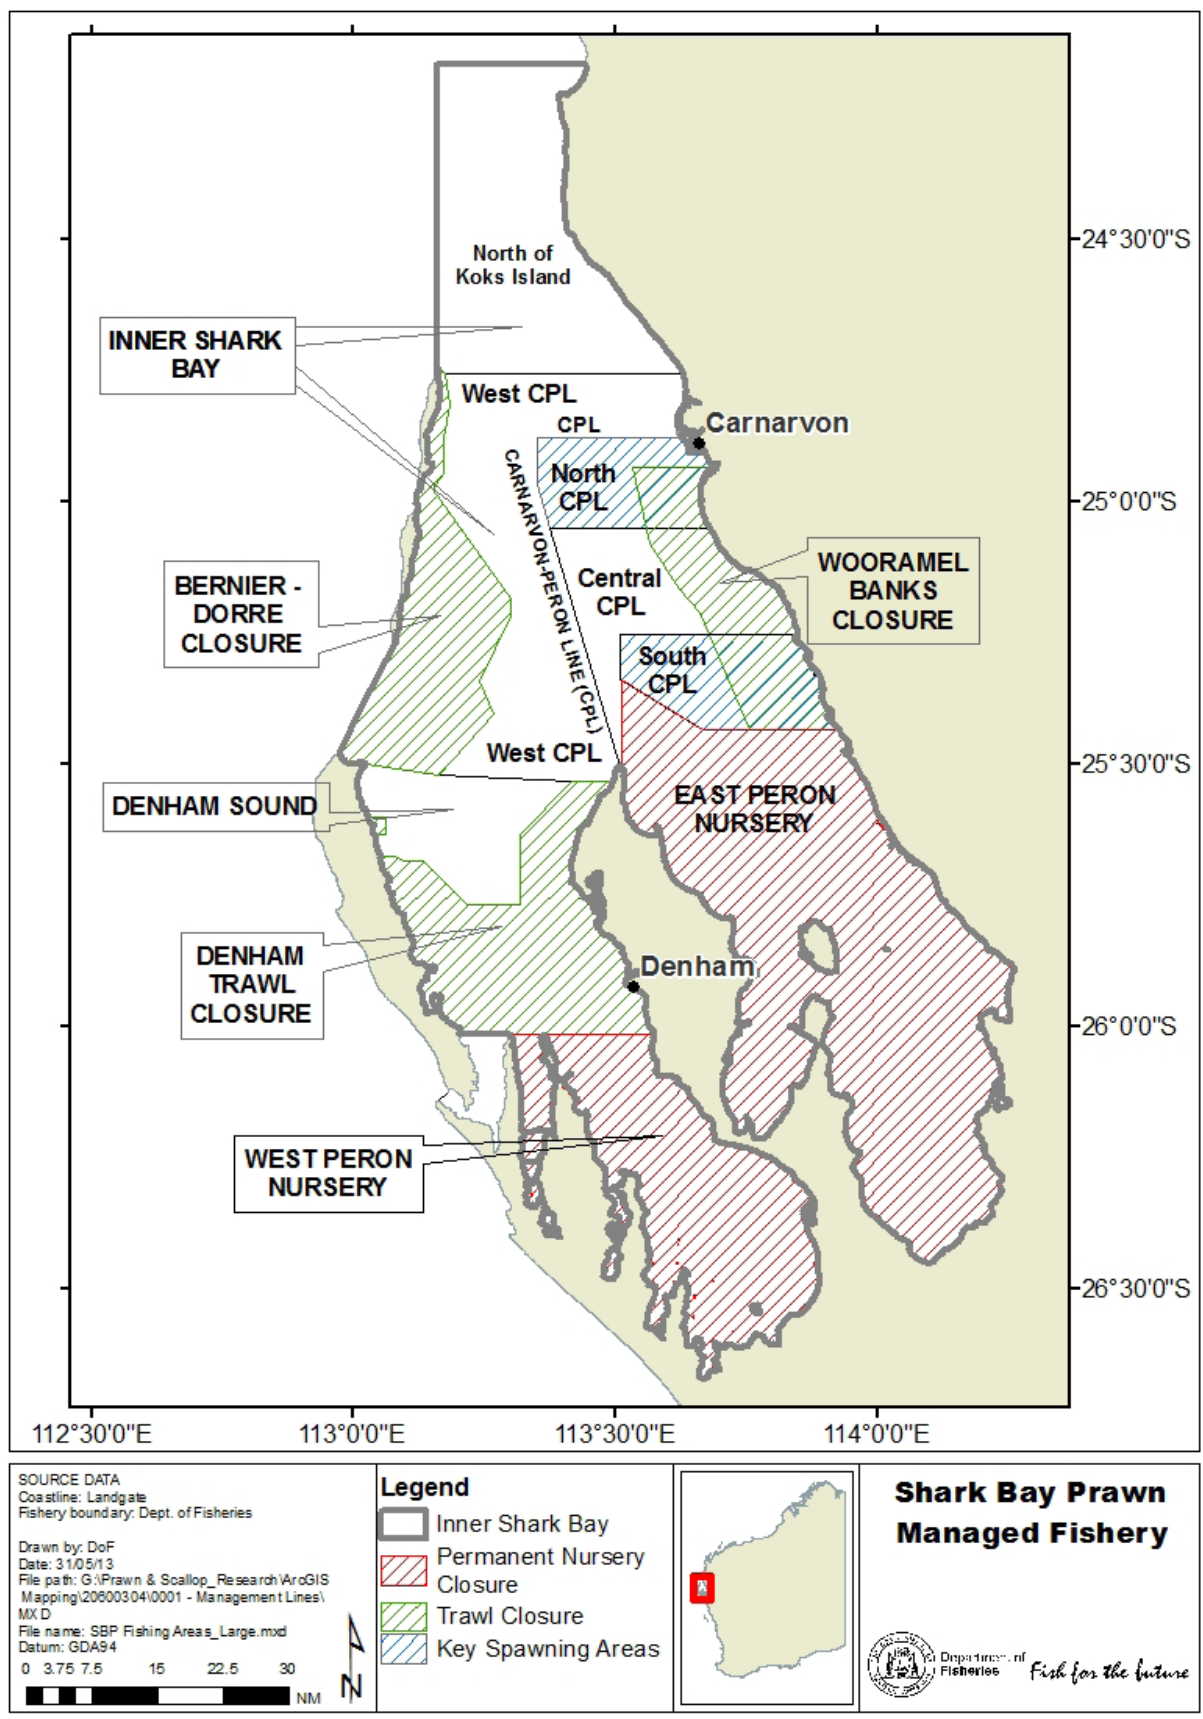 North of
Koks Island
24°30'0"S
INNER SHARK
BAY
West CPL
CPL
Carnarvon
North
CPL
CARNARVON-PERON LINE (CPL)
25°0'0"S
WOORAMEL
BANKS
CLOSURE
BERNIER -
DORRE
CLOSURE
Central
CPL
South
CPL
West CPL
25°30'0"S
DENHAM SOUND
EAST PERON
NURSERY
DENHAM
TRAWL
CLOSURE
Denham
26°0'0"S
WEST PERON
NURSERY
26°30'0"S
112°30'0"E
113°0'0"E
113°30'0"E
114°0'0"E
SOURCE DATA
Coastline: Landgate
Fishery boundary: Dept. of Fisheries
Drawn by: DoF
Date: 31/05/13
File path: G:\Prawn & Scallop_Research\ArcGIS
Mapping\20600304\0001 - Management Lines\
MXD
File name: SBP Fishing Areas_Large.mxd
Datum: GDA94
0 3.75 7.5 15 22.5 30
NM
N
Legend
Inner Shark Bay
Permanent Nursery
Closure
Trawl Closure
Key Spawning Areas
Shark Bay Prawn
Managed Fishery
Department of
Fisheries
Fish for the future